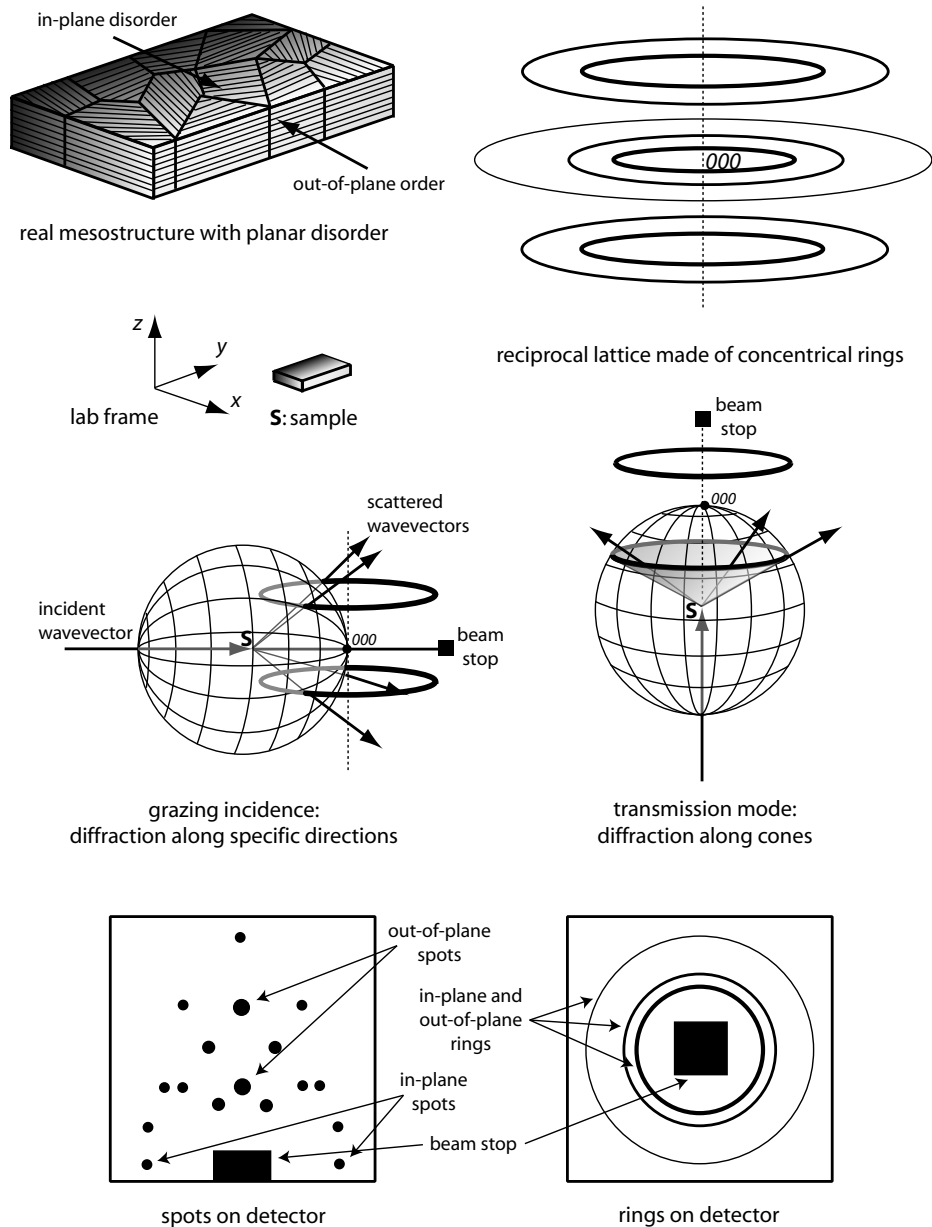 in-plane disorder
out-of-plane order
real mesostructure with planar disorder
000
reciprocal lattice made of concentrical rings
z
y
x
lab frame
S: sample
beam
stop
000
S
scattered
wavevectors
incident
wavevector
S
000
beam
stop
grazing incidence:
diffraction along specific directions
transmission mode:
diffraction along cones
out-of-plane
spots
in-plane
spots
beam stop
spots on detector
in-plane and
out-of-plane
rings
rings on detector